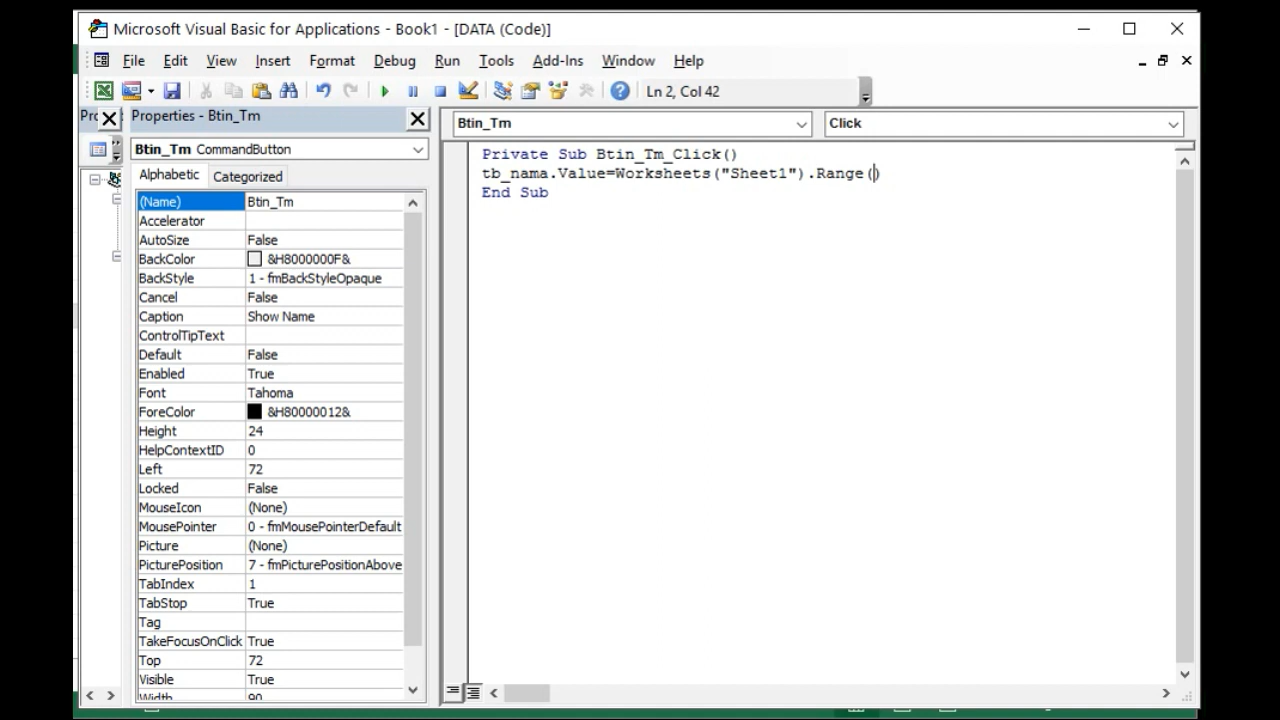 Microsoft Visual Basic for Applications - Book1 - [DATA (Code)]
File Edit View Insert Format Debug Run Tools Add-Ins Window Help
Ln 2, Col 42
Properties - Btin_Tm
Btin_Tm CommandButton
Alphabetic Categorized
(Name) Btin_Tm
Accelerator
AutoSize False
BackColor &H8000000F&
BackStyle 1 - fmBackStyleOpaque
Cancel False
Caption Show Name
ControlTipText
Default False
Enabled True
Font Tahoma
ForeColor &H80000012&
Height 24
HelpContextID 0
Left 72
Locked False
MouseIcon (None)
MousePointer 0 - fmMousePointerDefault
Picture (None)
PicturePosition 7 - fmPicturePositionAbove
TabIndex 1
TabStop True
Tag
TakeFocusOnClick True
Top 72
Visible True
Width 90
Btin_Tm Click
Private Sub Btin_Tm_Click()
tb_nama.Value=Worksheets("Sheet1").Range()
End Sub